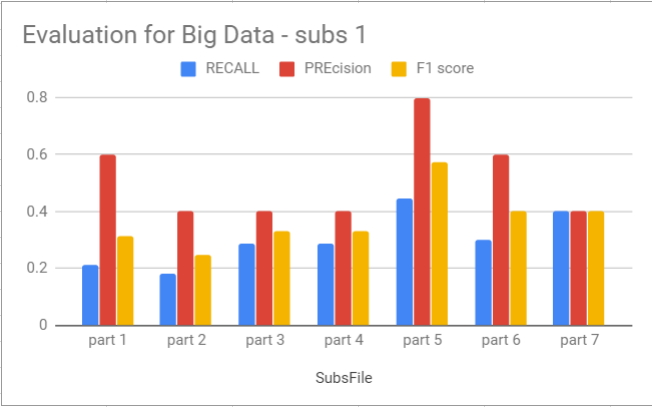 Evaluation for Big Data - subs 1
RECALL PREcision F1 score
0.8
0.6
0.4
0.2
0
part 1 part 2 part 3 part 4 part 5 part 6 part 7
SubsFile